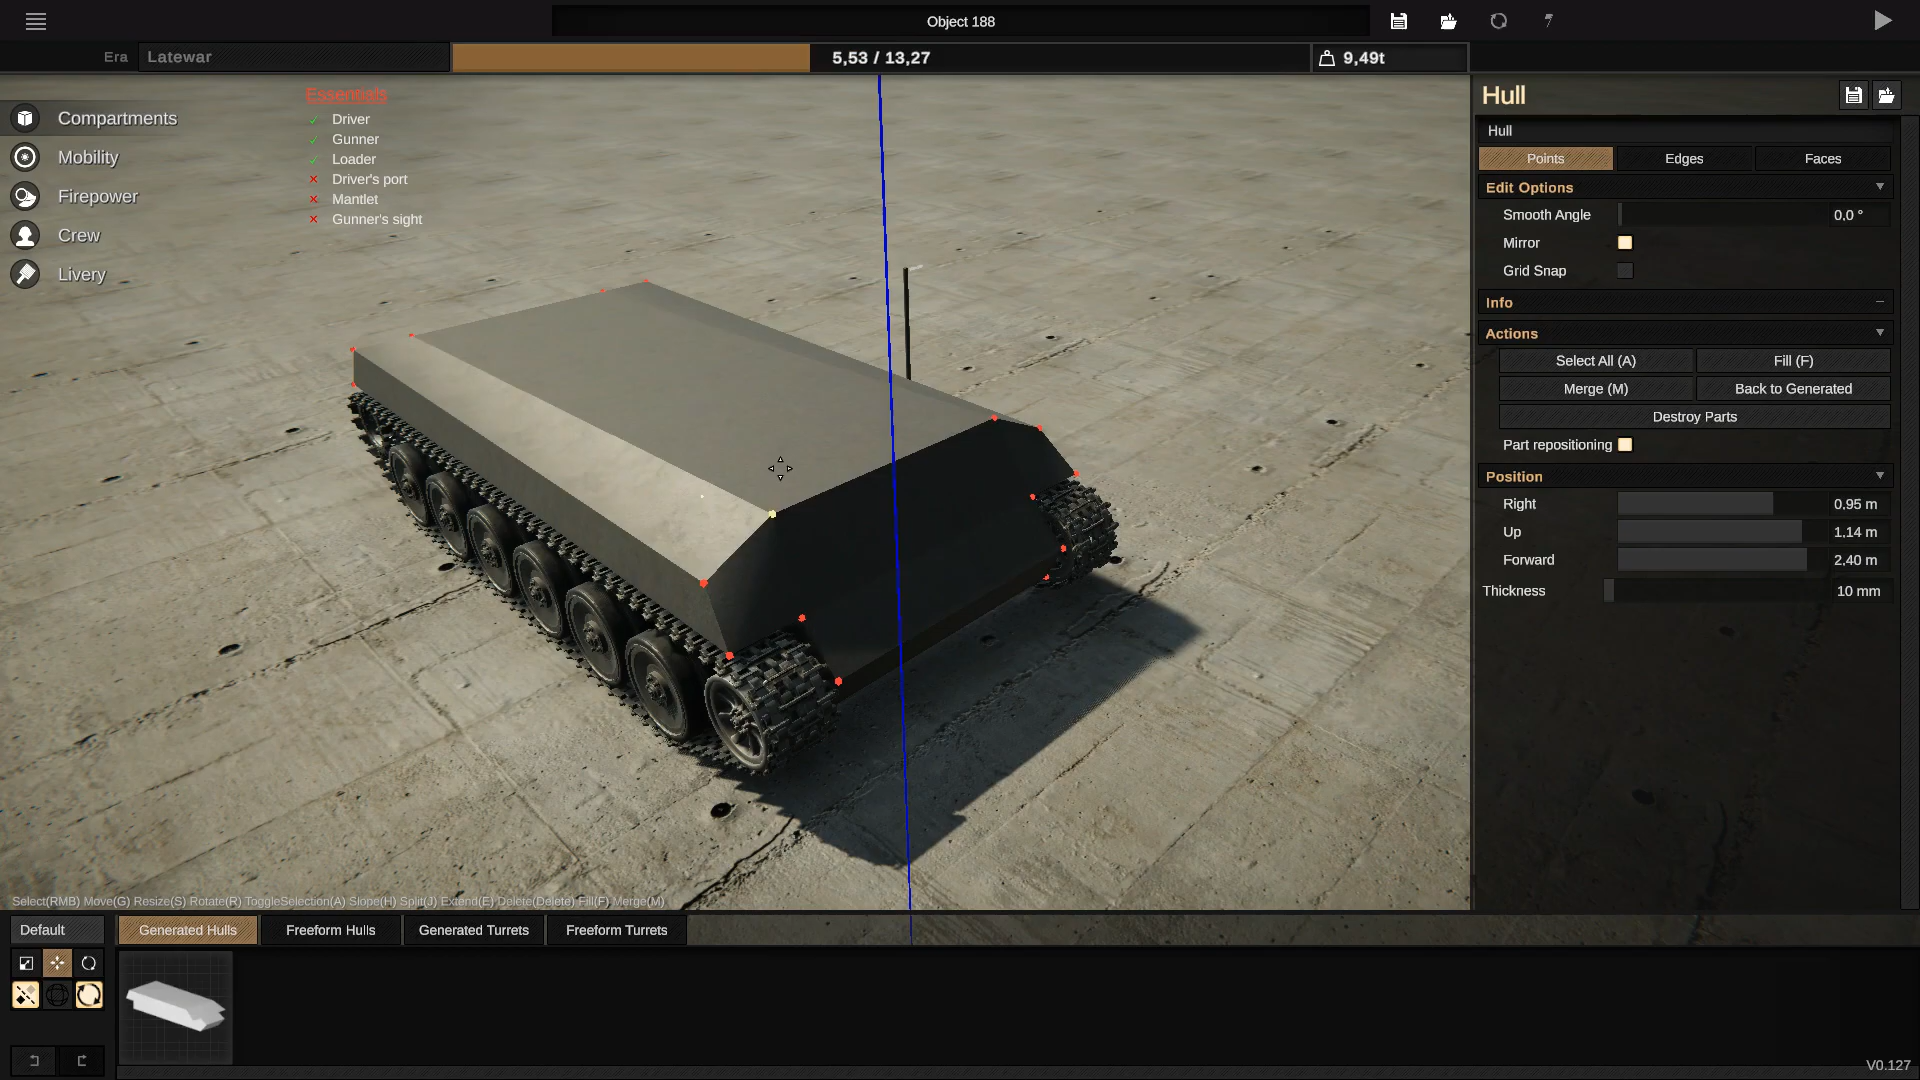 Object 188
Era
Latewar
5,53 / 13,27
9,49t
Compartments
Mobility
Firepower
Crew
Livery
Essentials
Driver
Gunner
Loader
Driver's port
Mantlet
Gunner's sight
Hull
Hull
Points
Edges
Faces
Edit Options
Smooth Angle
0.0 °
Mirror
Grid Snap
Info
Actions
Select All (A)
Fill (F)
Merge (M)
Back to Generated
Destroy Parts
Part repositioning
Position
Right
0,95 m
Up
1,14 m
Forward
2,40 m
Thickness
10 mm
Select(RMB) Move(G) Resize(S) Rotate(R) ToggleSelection(A) Slope(H) Split(J) Extend(E) Delete(Delete) Fill(F) Merge(M)
Default
Generated Hulls
Freeform Hulls
Generated Turrets
Freeform Turrets
V0.127